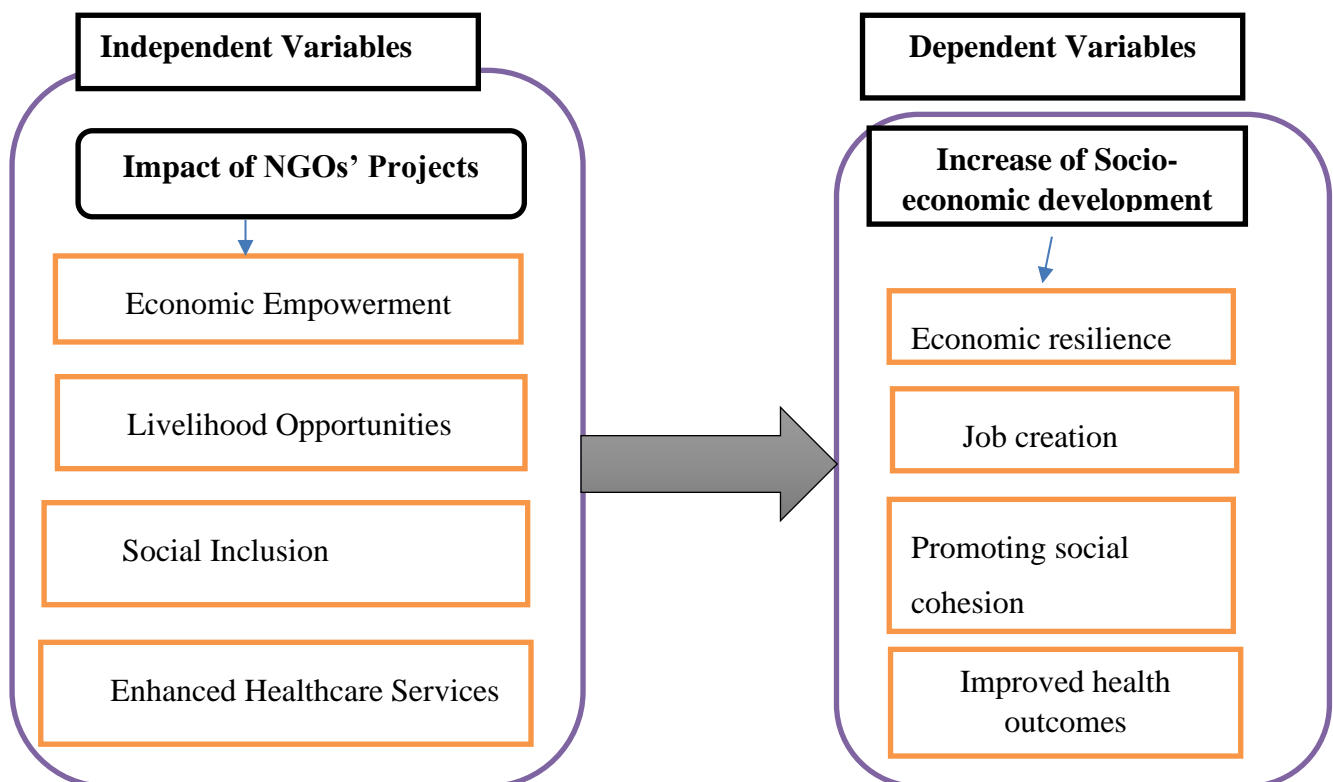 Independent Variables
Impact of NGOs’ Projects
Economic Empowerment
Livelihood Opportunities
Social Inclusion
Enhanced Healthcare Services
Dependent Variables
Increase of Socio-
economic development
Economic resilience
Job creation
Promoting social
cohesion
Improved health
outcomes